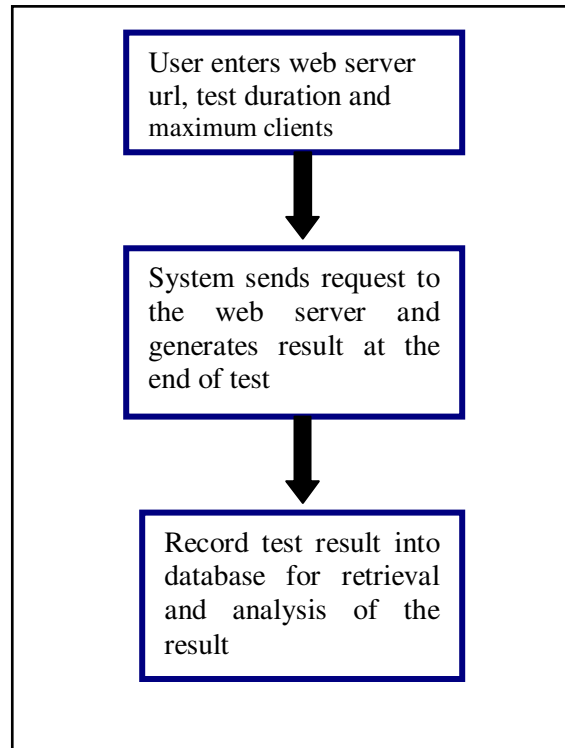 User enters web server
url, test duration and
maximum clients
System sends request to
the web server and
generates result at the
end of test
Record test result into
database for retrieval
and analysis of the
result